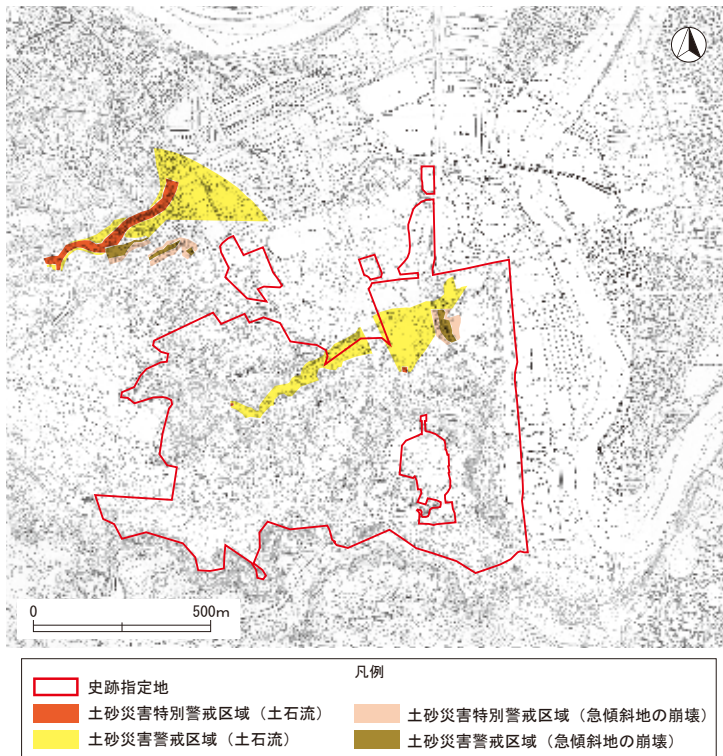 0 500m
凡例
史跡指定地
土砂災害特別警戒区域（土石流）
土砂災害警戒区域（土石流）
土砂災害特別警戒区域（急傾斜地の崩壊）
土砂災害警戒区域（急傾斜地の崩壊）